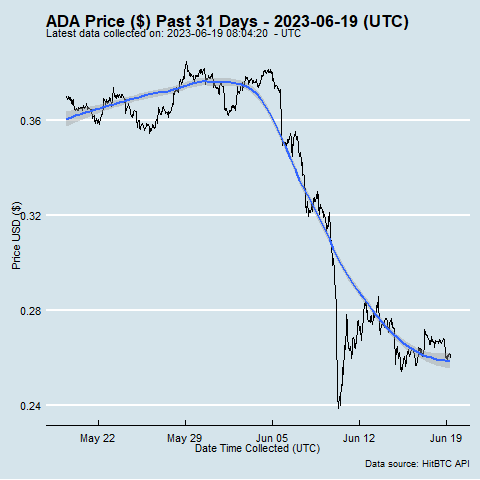 ADA Price ($) Past 31 Days - 2023-06-19 (UTC)
Latest data collected on: 2023-06-19 08:04:20 - UTC
0.36
0.32
0.28
0.24
Price USD ($)
May 22
May 29
Jun 05
Jun 12
Jun 19
Date Time Collected (UTC)
Data source: HitBTC API